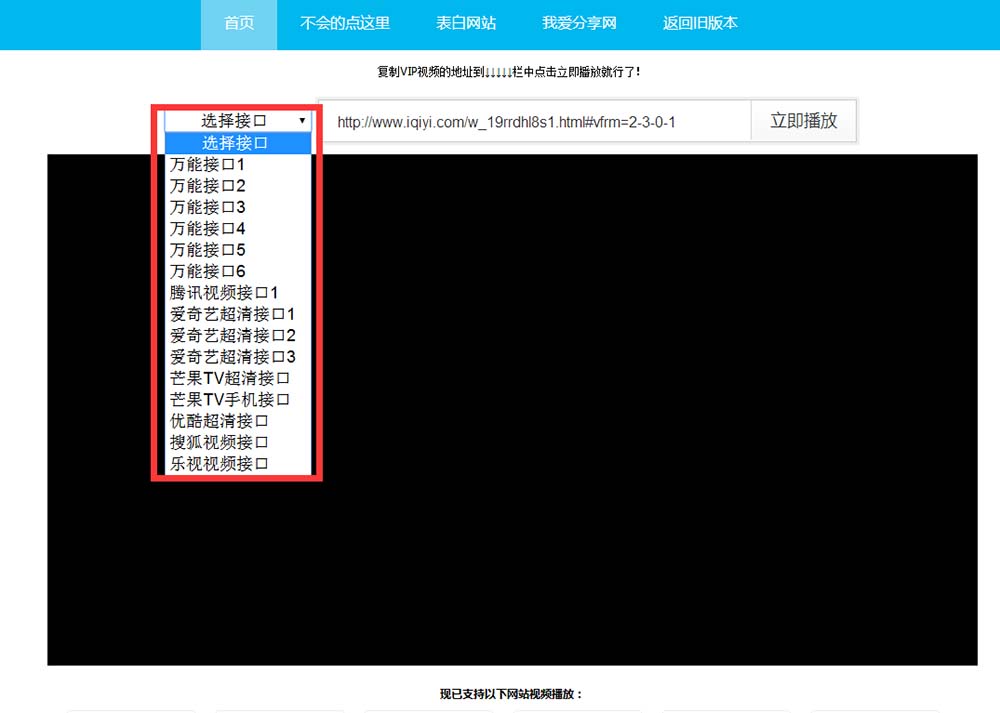 首页 不会的点这里 表白网站 我爱分享网 返回旧版本
复制VIP视频的地址到↓↓↓↓↓栏中点击立即播放就行了!
选择接口 http://www.iqiyi.com/w_19rrdhl8s1.html#vfrm=2-3-0-1 立即播放
选择接口
万能接口1
万能接口2
万能接口3
万能接口4
万能接口5
万能接口6
腾讯视频接口1
爱奇艺超清接口1
爱奇艺超清接口2
爱奇艺超清接口3
芒果TV超清接口
芒果TV手机接口
优酷超清接口
搜狐视频接口
乐视视频接口
现已支持以下网站视频播放：